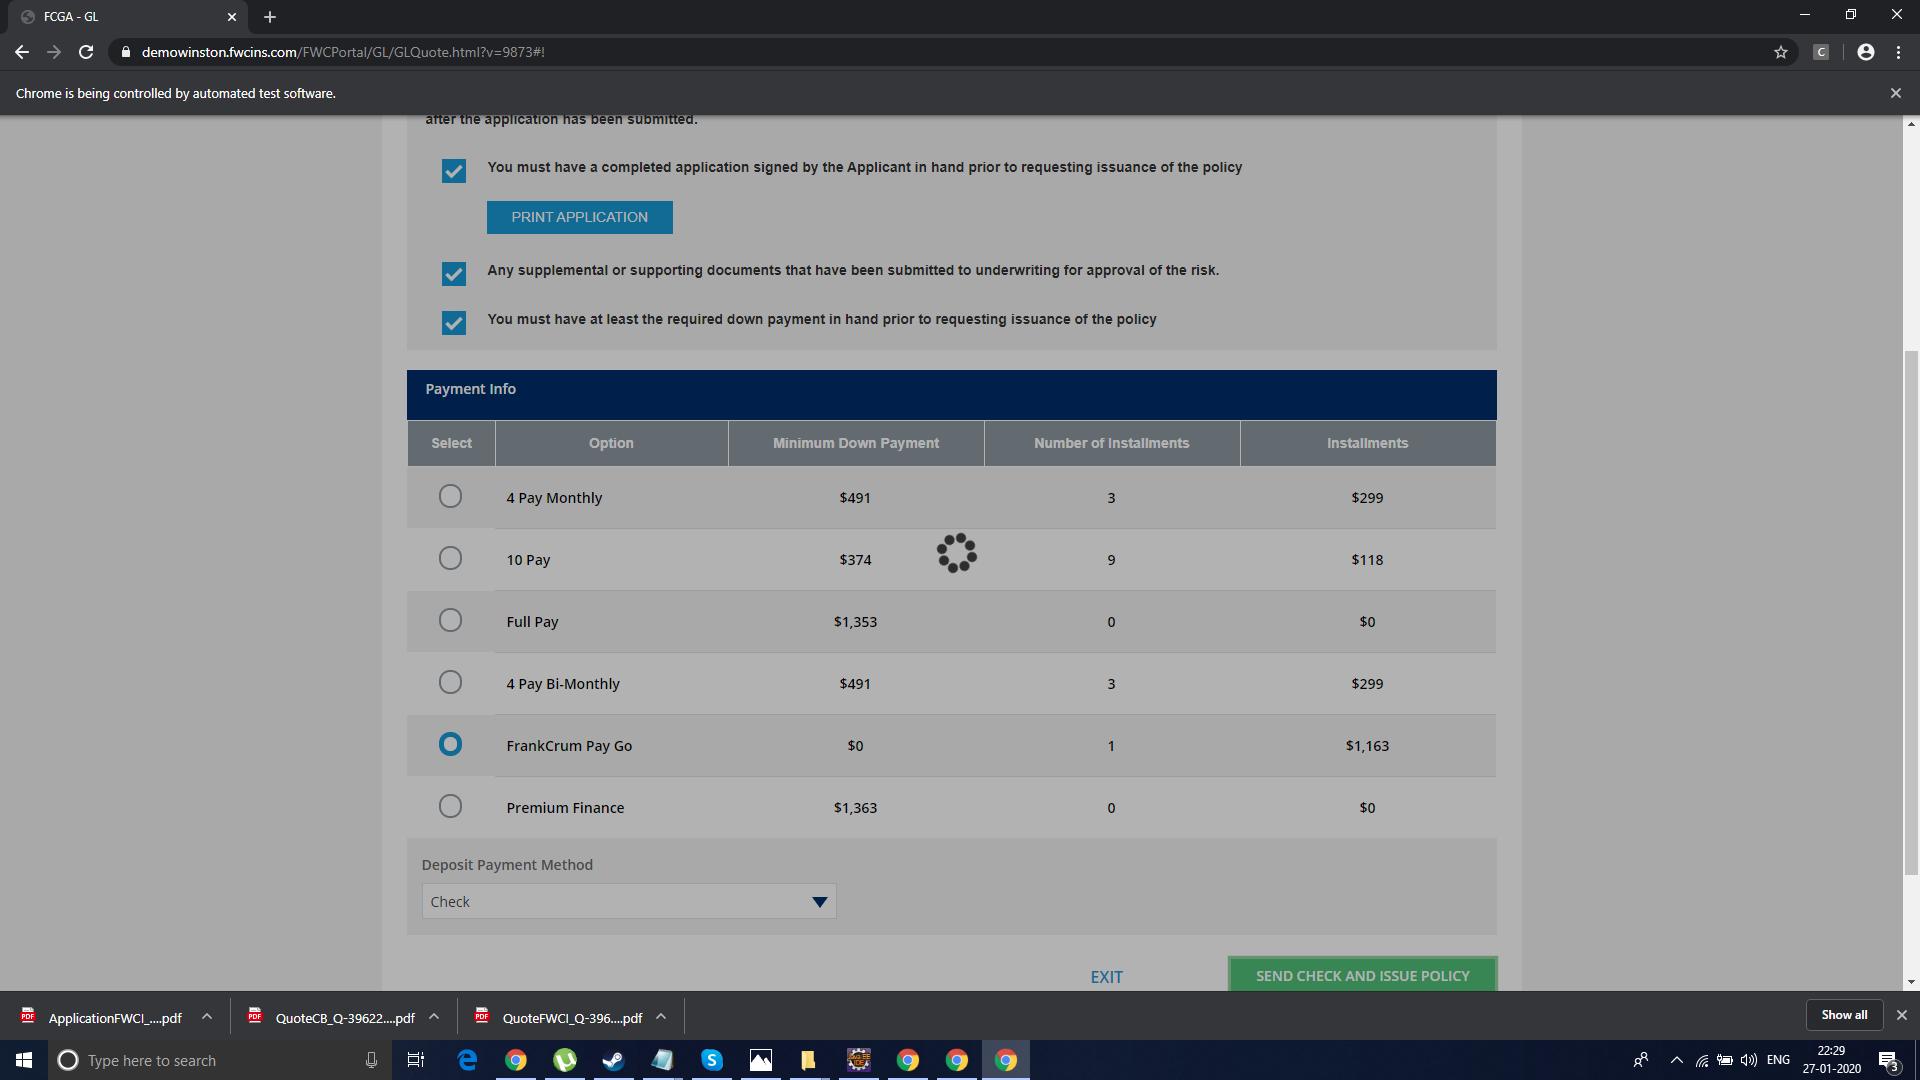 FCGA - GL
demowinston.fwcins.com/FWCPortal/GL/GLQuote.html?v=9873#!
C
Chrome is being controlled by automated test software.
after the application has been submitted.
You must have a completed application signed by the Applicant in hand prior to requesting issuance of the policy
PRINT APPLICATION
Any supplemental or supporting documents that have been submitted to underwriting for approval of the risk.
You must have at least the required down payment in hand prior to requesting issuance of the policy
Payment Info
Select Option Minimum Down Payment Number of Installments Installments
4 Pay Monthly $491 3 $299
10 Pay $374 9 $118
Full Pay $1,353 0 $0
4 Pay Bi-Monthly $491 3 $299
FrankCrum Pay Go $0 1 $1,163
Premium Finance $1,363 0 $0
Deposit Payment Method
Check
EXIT SEND CHECK AND ISSUE POLICY
PDF ApplicationFWCI_....pdf PDF QuoteCB_Q-39622....pdf PDF QuoteFWCI_Q-396....pdf Show all
Type here to search ENG 22:29
27-01-2020 3